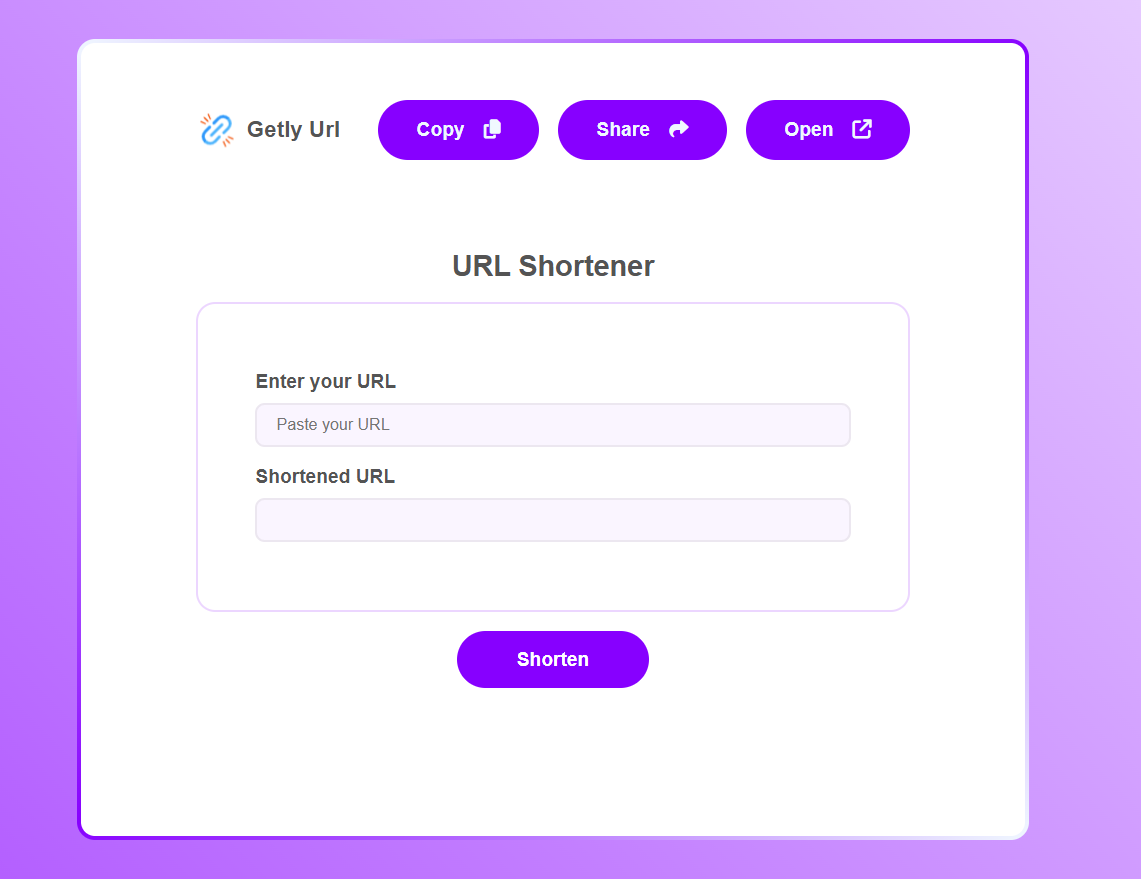 Getly Url Copy Share Open
URL Shortener
Enter your URL
Paste your URL
Shortened URL
Shorten